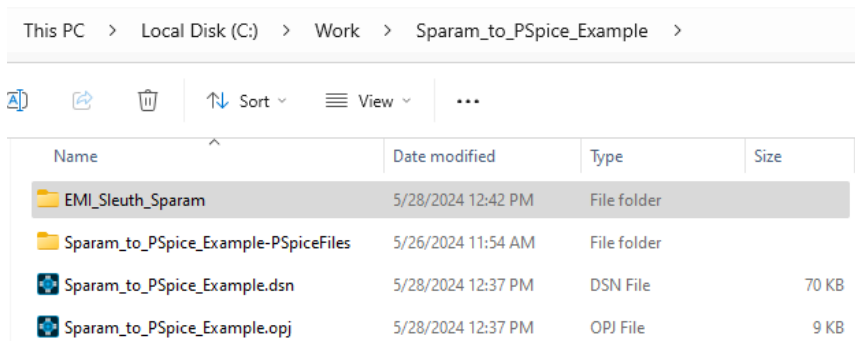 This PC > Local Disk (C:) > Work > Sparam_to_PSpice_Example >
Sort View
Name Date modified Type Size
EMI_Sleuth_Sparam 5/28/2024 12:42 PM File folder
Sparam_to_PSpice_Example-PSpiceFiles 5/26/2024 11:54 AM File folder
Sparam_to_PSpice_Example.dsn 5/28/2024 12:37 PM DSN File 70 KB
Sparam_to_PSpice_Example.opj 5/28/2024 12:37 PM OPJ File 9 KB